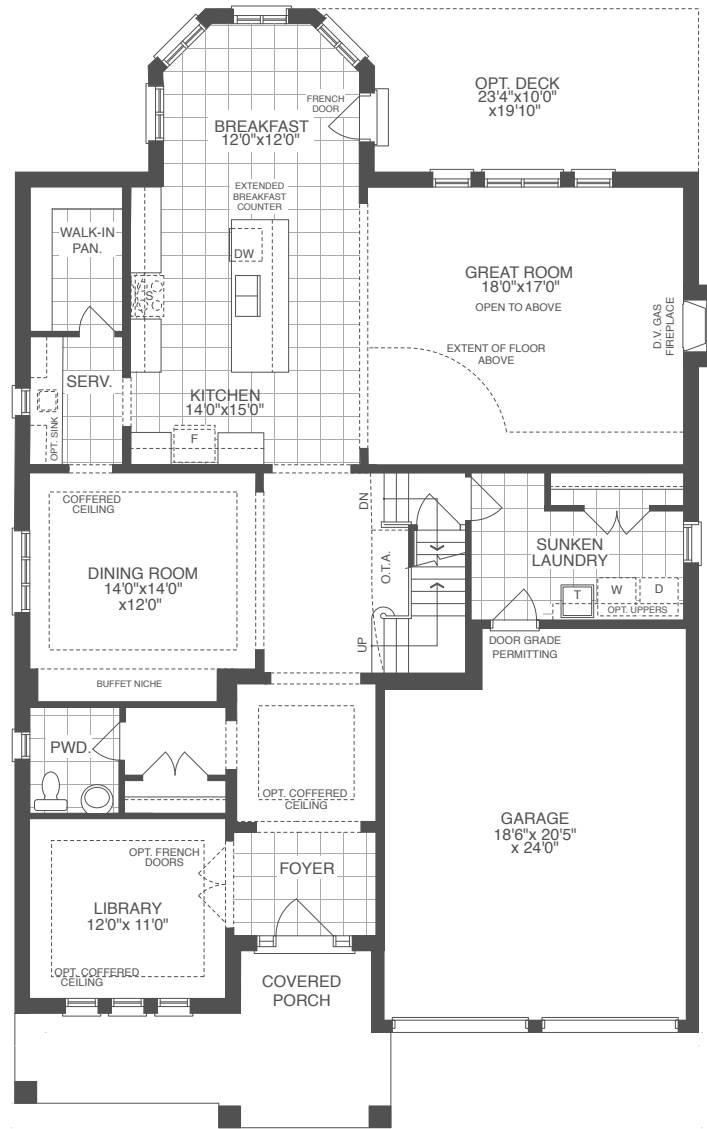 OPT. DECK
23'4"x10'0"
x19'10"
FRENCH
DOOR
BREAKFAST
12'0"x12'0"
EXTENDED
BREAKFAST
COUNTER
WALK-IN
PAN.
DW
S
GREAT ROOM
18'0"x17'0"
OPEN TO ABOVE
D.V. GAS
FIREPLACE
EXTENT OF FLOOR
ABOVE
SERV.
OPT. SINK
KITCHEN
14'0"x15'0"
F
COFFERED
CEILING
DN
DINING ROOM
14'0"x14'0"
x12'0"
O.T.A.
SUNKEN
LAUNDRY
T
W
D
OPT. UPPERS
UP
DOOR GRADE
PERMITTING
BUFFET NICHE
PWD.
OPT. COFFERED
CEILING
GARAGE
18'6"x 20'5"
x 24'0"
OPT. FRENCH
DOORS
FOYER
LIBRARY
12'0"x 11'0"
OPT. COFFERED
CEILING
COVERED
PORCH